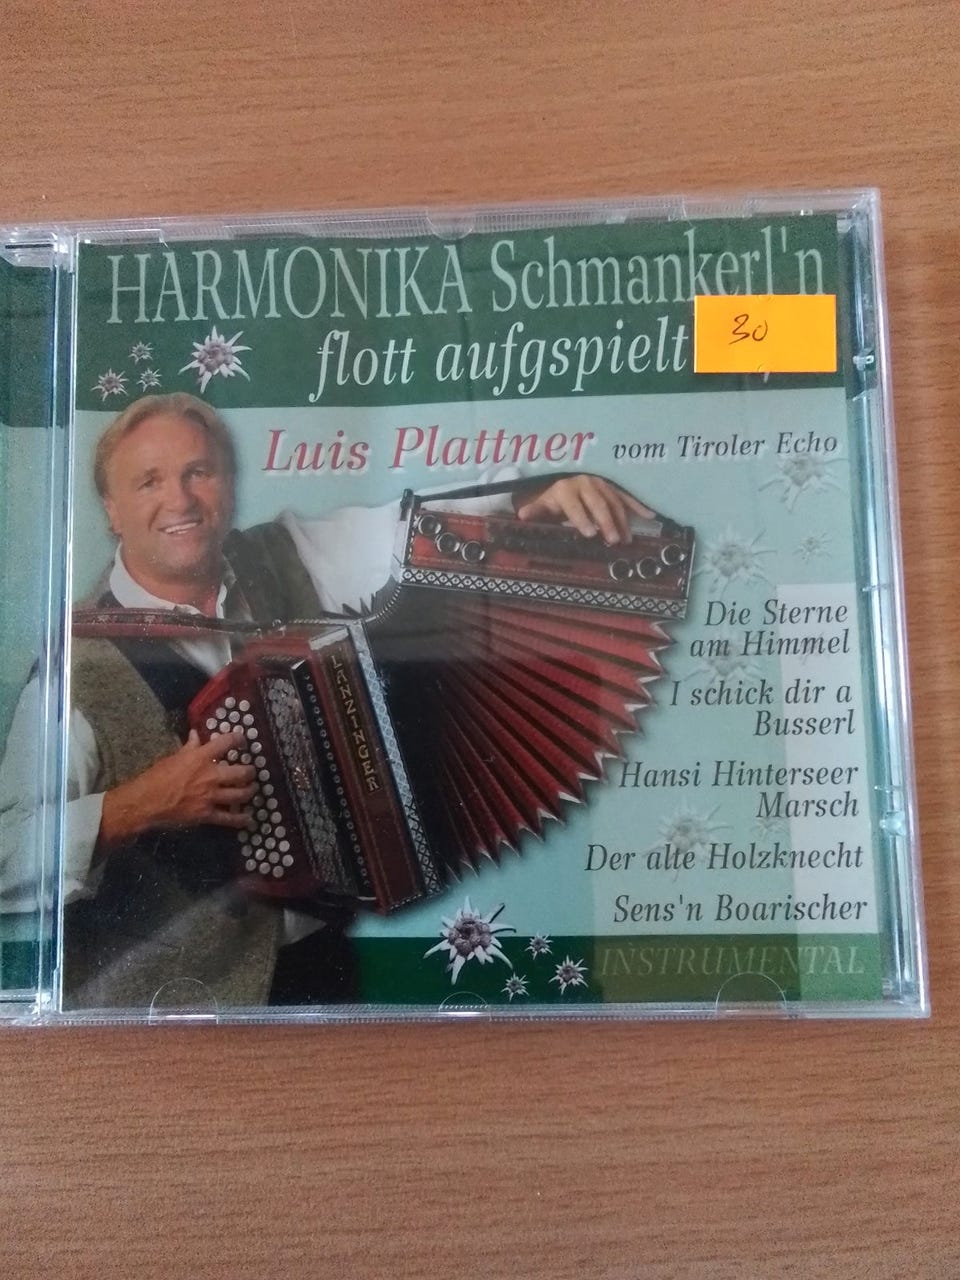 HARMONIKA Schmankerl'n
30
flott aufgspielt
Luis Plattner vom Tiroler Echo
LANZINGER
Die Sterne
am Himmel
I schick dir a
Busserl
Hansi Hinterseer
Marsch
Der alte Holzknecht
Sens'n Boarischer
INSTRUMENTAL